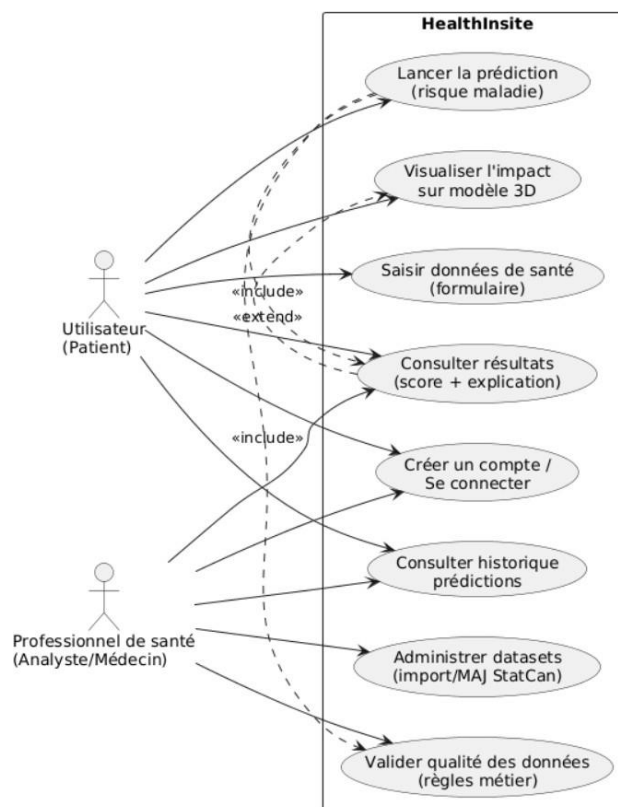 HealthInsite
Lancer la prédiction
(risque maladie)
Visualiser l'impact
sur modèle 3D
Saisir données de santé
(formulaire)
«include»
«extend»
Utilisateur
(Patient)
Consulter résultats
(score + explication)
«include»
Créer un compte /
Se connecter
Consulter historique
prédictions
Professionnel de santé
(Analyste/Médecin)
Administrer datasets
(import/MAJ StatCan)
Valider qualité des données
(règles métier)